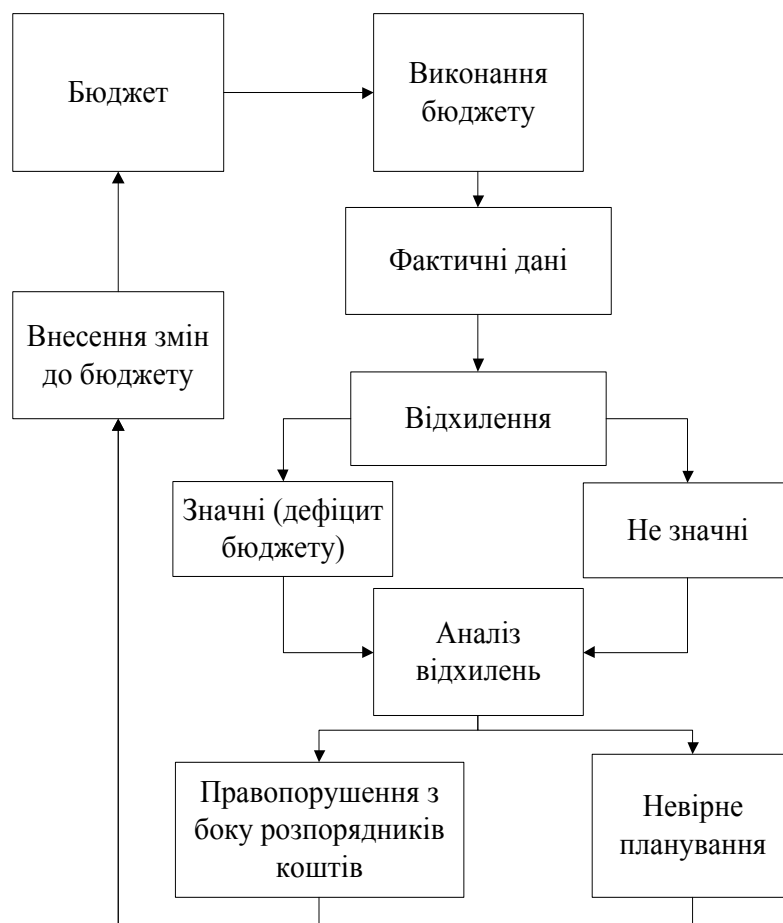 Бюджет
Виконання
бюджету
Фактичні дані
Внесення змін
до бюджету
Відхилення
Значні (дефіцит
бюджету)
Не значні
Аналіз
відхилень
Правопорушення з
боку розпорядників
коштів
Невірне
планування